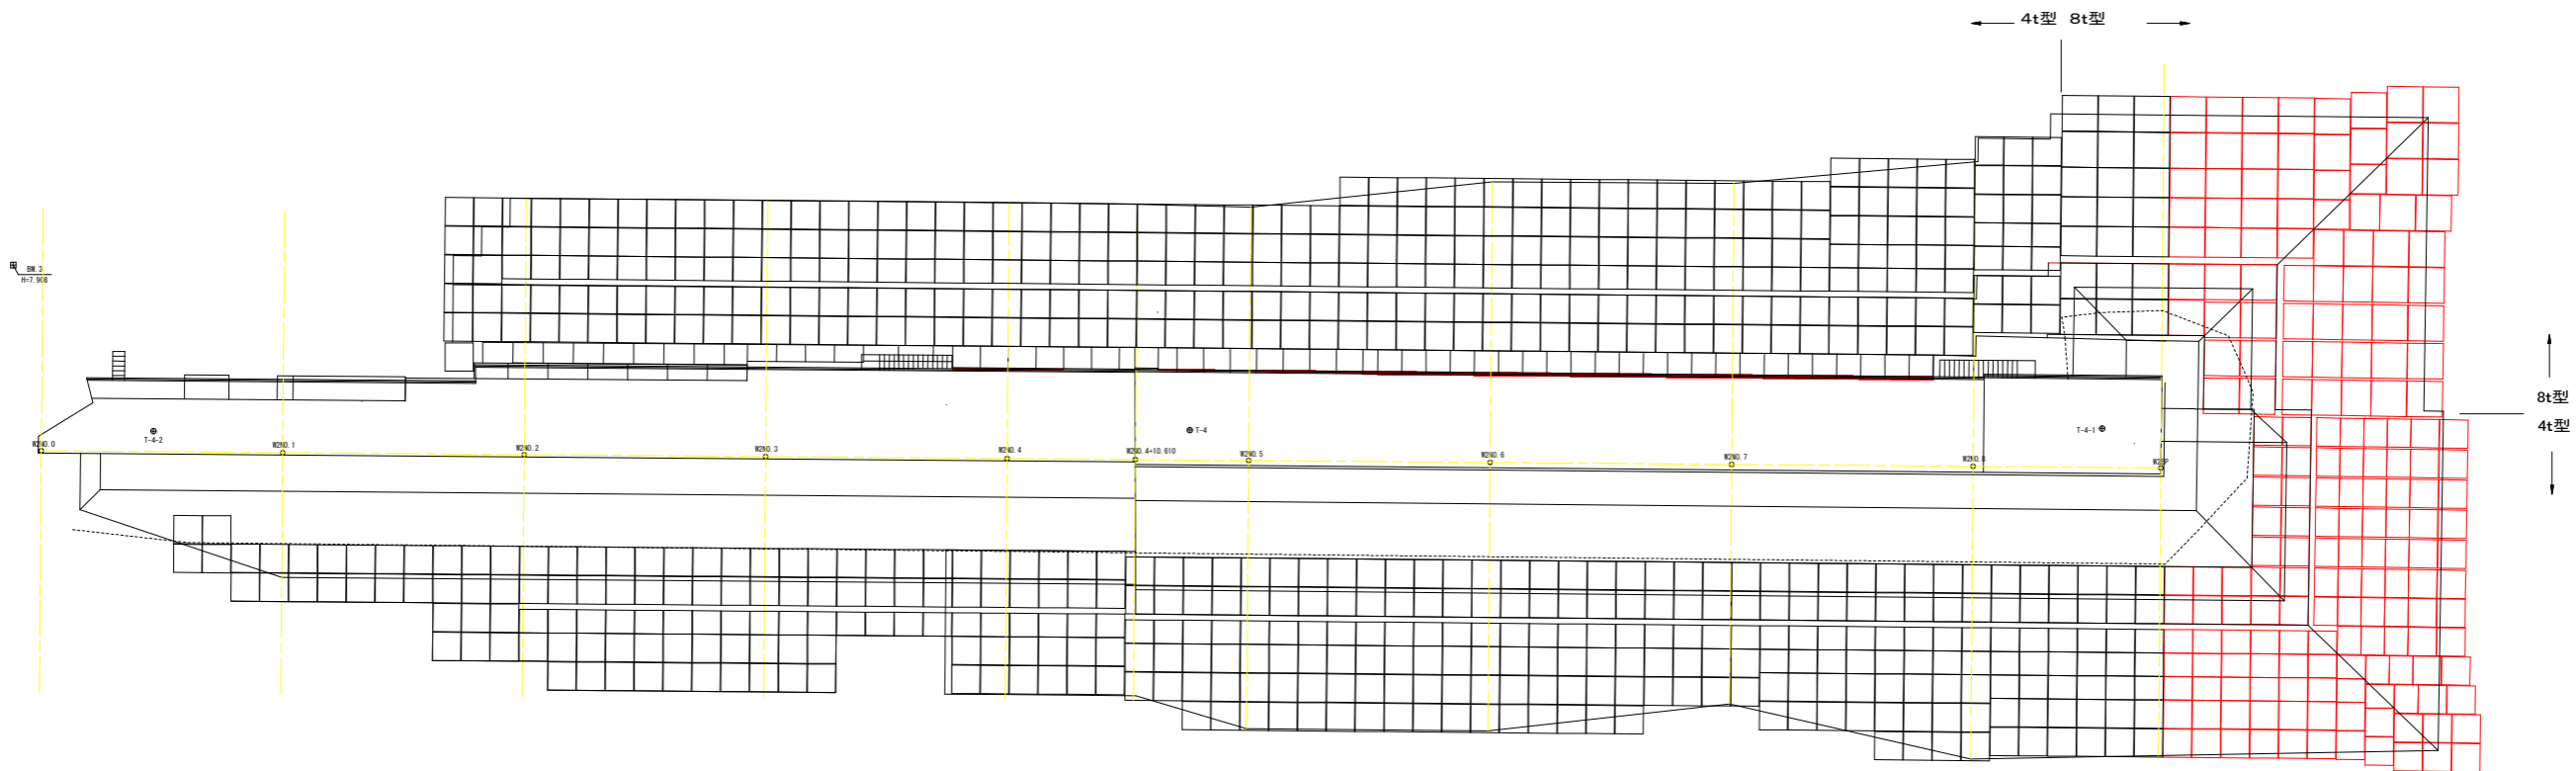 4t型 8t型
BM.3
H=7.908
8t型
4t型
T-4-2
T-4
T-4-1
W2NO.0
W2NO.1
W2NO.2
W2NO.3
W2NO.4
W2NO.4+10.610
W2NO.5
W2NO.6
W2NO.7
W2NO.8
W2EP